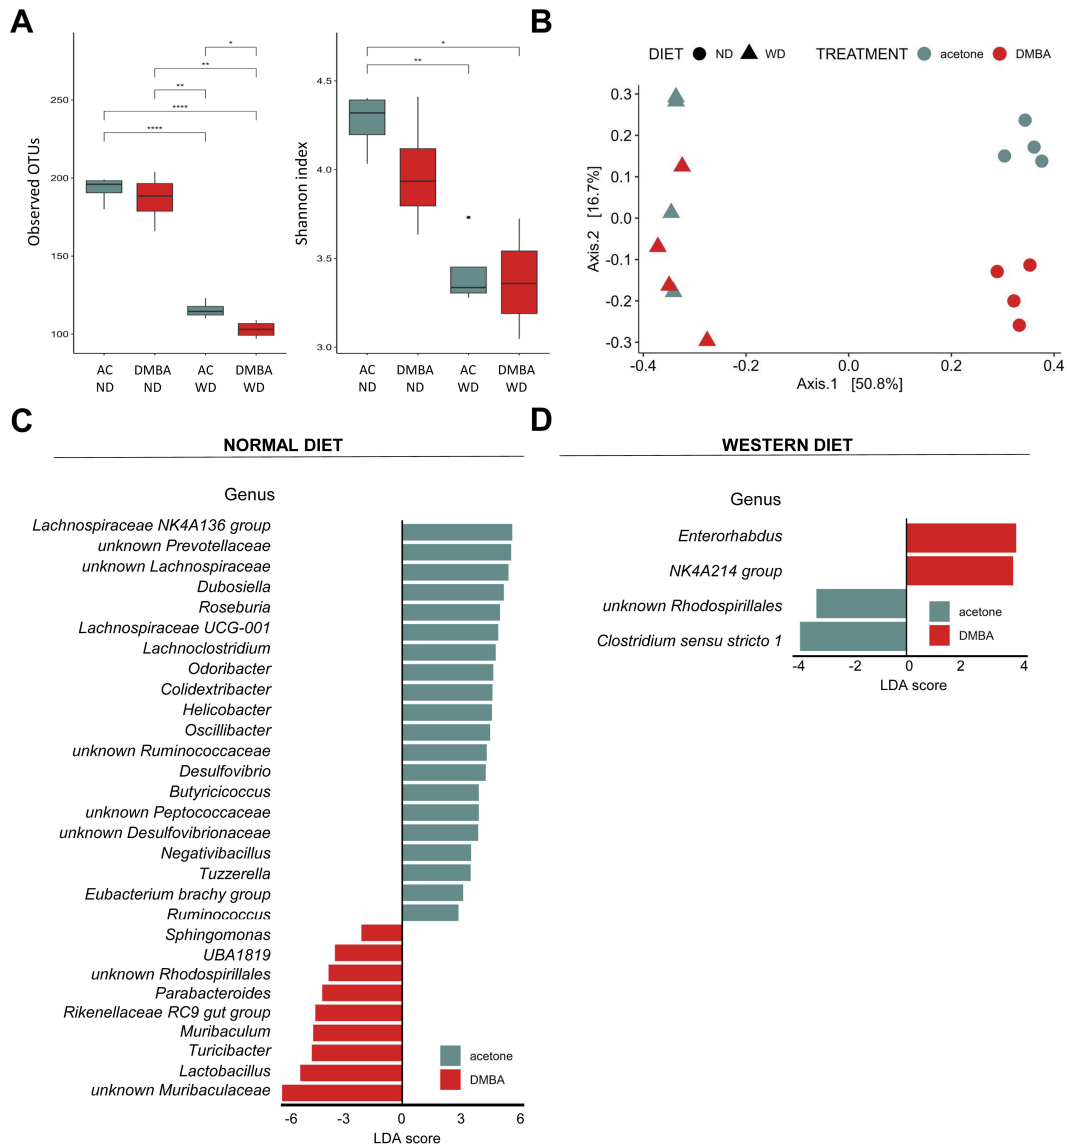 A
Observed OTUs
250
200
150
100
****
****
**
**
*
AC ND
DMBA ND
AC WD
DMBA WD
Shannon index
4.5
4.0
3.5
3.0
*
**
AC ND
DMBA ND
AC WD
DMBA WD
B
DIET ND WD TREATMENT acetone DMBA
Axis.2 [16.7%]
0.3
0.2
0.1
0.0
-0.1
-0.2
-0.3
-0.4 -0.2 0.0 0.2 0.4
Axis.1 [50.8%]
C
NORMAL DIET
Genus
Lachnospiraceae NK4A136 group
unknown Prevotellaceae
unknown Lachnospiraceae
Dubosiella
Roseburia
Lachnospiraceae UCG-001
Lachnoclostridium
Odoribacter
Colidextribacter
Helicobacter
Oscillibacter
unknown Ruminococcaceae
Desulfovibrio
Butyricicoccus
unknown Peptococcaceae
unknown Desulfovibrionaceae
Negativibacillus
Tuzzerella
Eubacterium brachy group
Ruminococcus
Sphingomonas
UBA1819
unknown Rhodospirillales
Parabacteroides
Rikenellaceae RC9 gut group
Muribaculum
Turicibacter
Lactobacillus
unknown Muribaculaceae
acetone
DMBA
-6 -3 0 3 6
LDA score
D
WESTERN DIET
Genus
Enterorhabdus
NK4A214 group
unknown Rhodospirillales
Clostridium sensu stricto 1
acetone
DMBA
-4 -2 0 2 4
LDA score